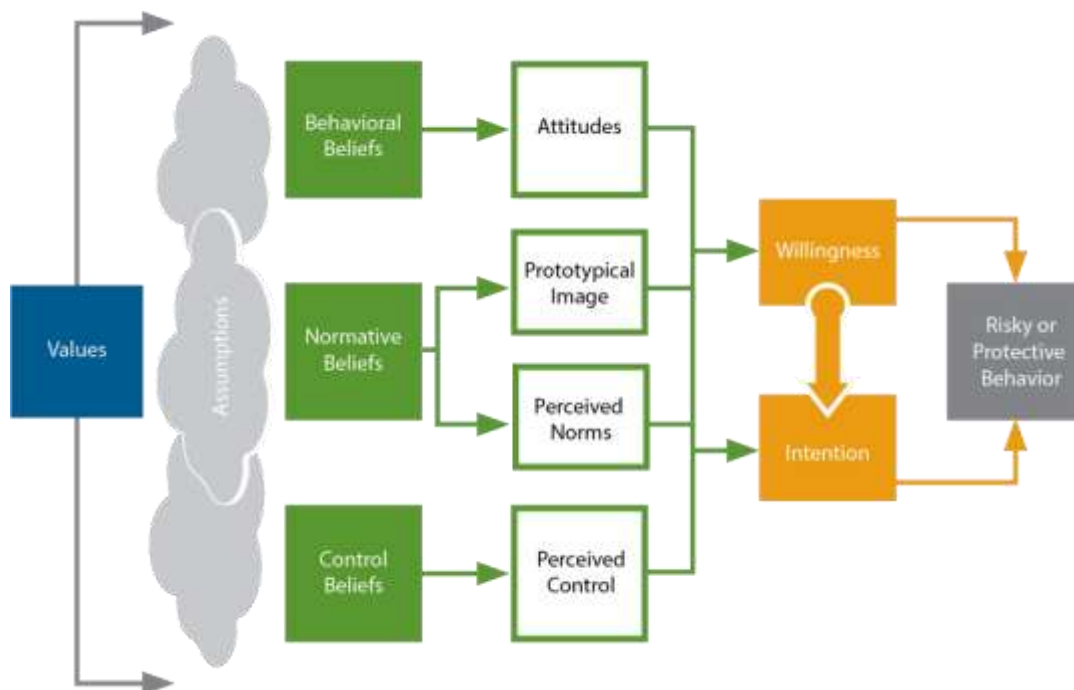 Values
Assumptions
Behavioral
Beliefs
Normative
Beliefs
Control
Beliefs
Attitudes
Prototypical
Image
Perceived
Norms
Perceived
Control
Willingness
Intention
Risky or
Protective
Behavior